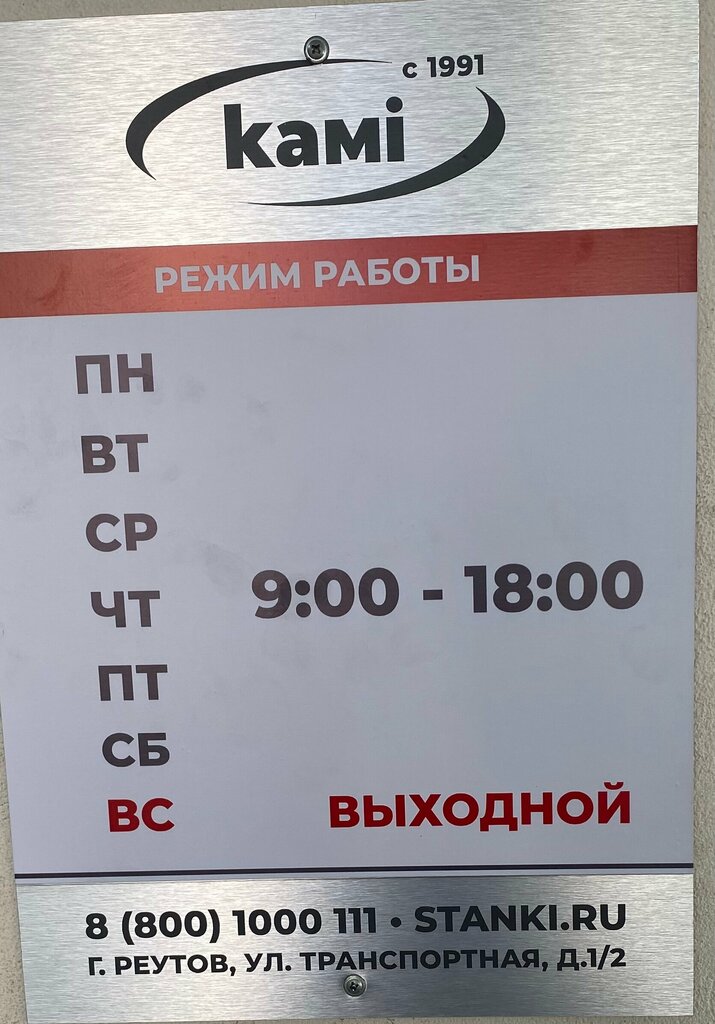 с 1991
kaмi
РЕЖИМ РАБОТЫ
ПН
ВТ
СР
ЧТ
9:00 - 18:00
ПТ
СБ
ВС ВЫХОДНОЙ
8 (800) 1000 111 • STANKI.RU
Г. РЕУТОВ, УЛ. ТРАНСПОРТНАЯ, Д.1/2